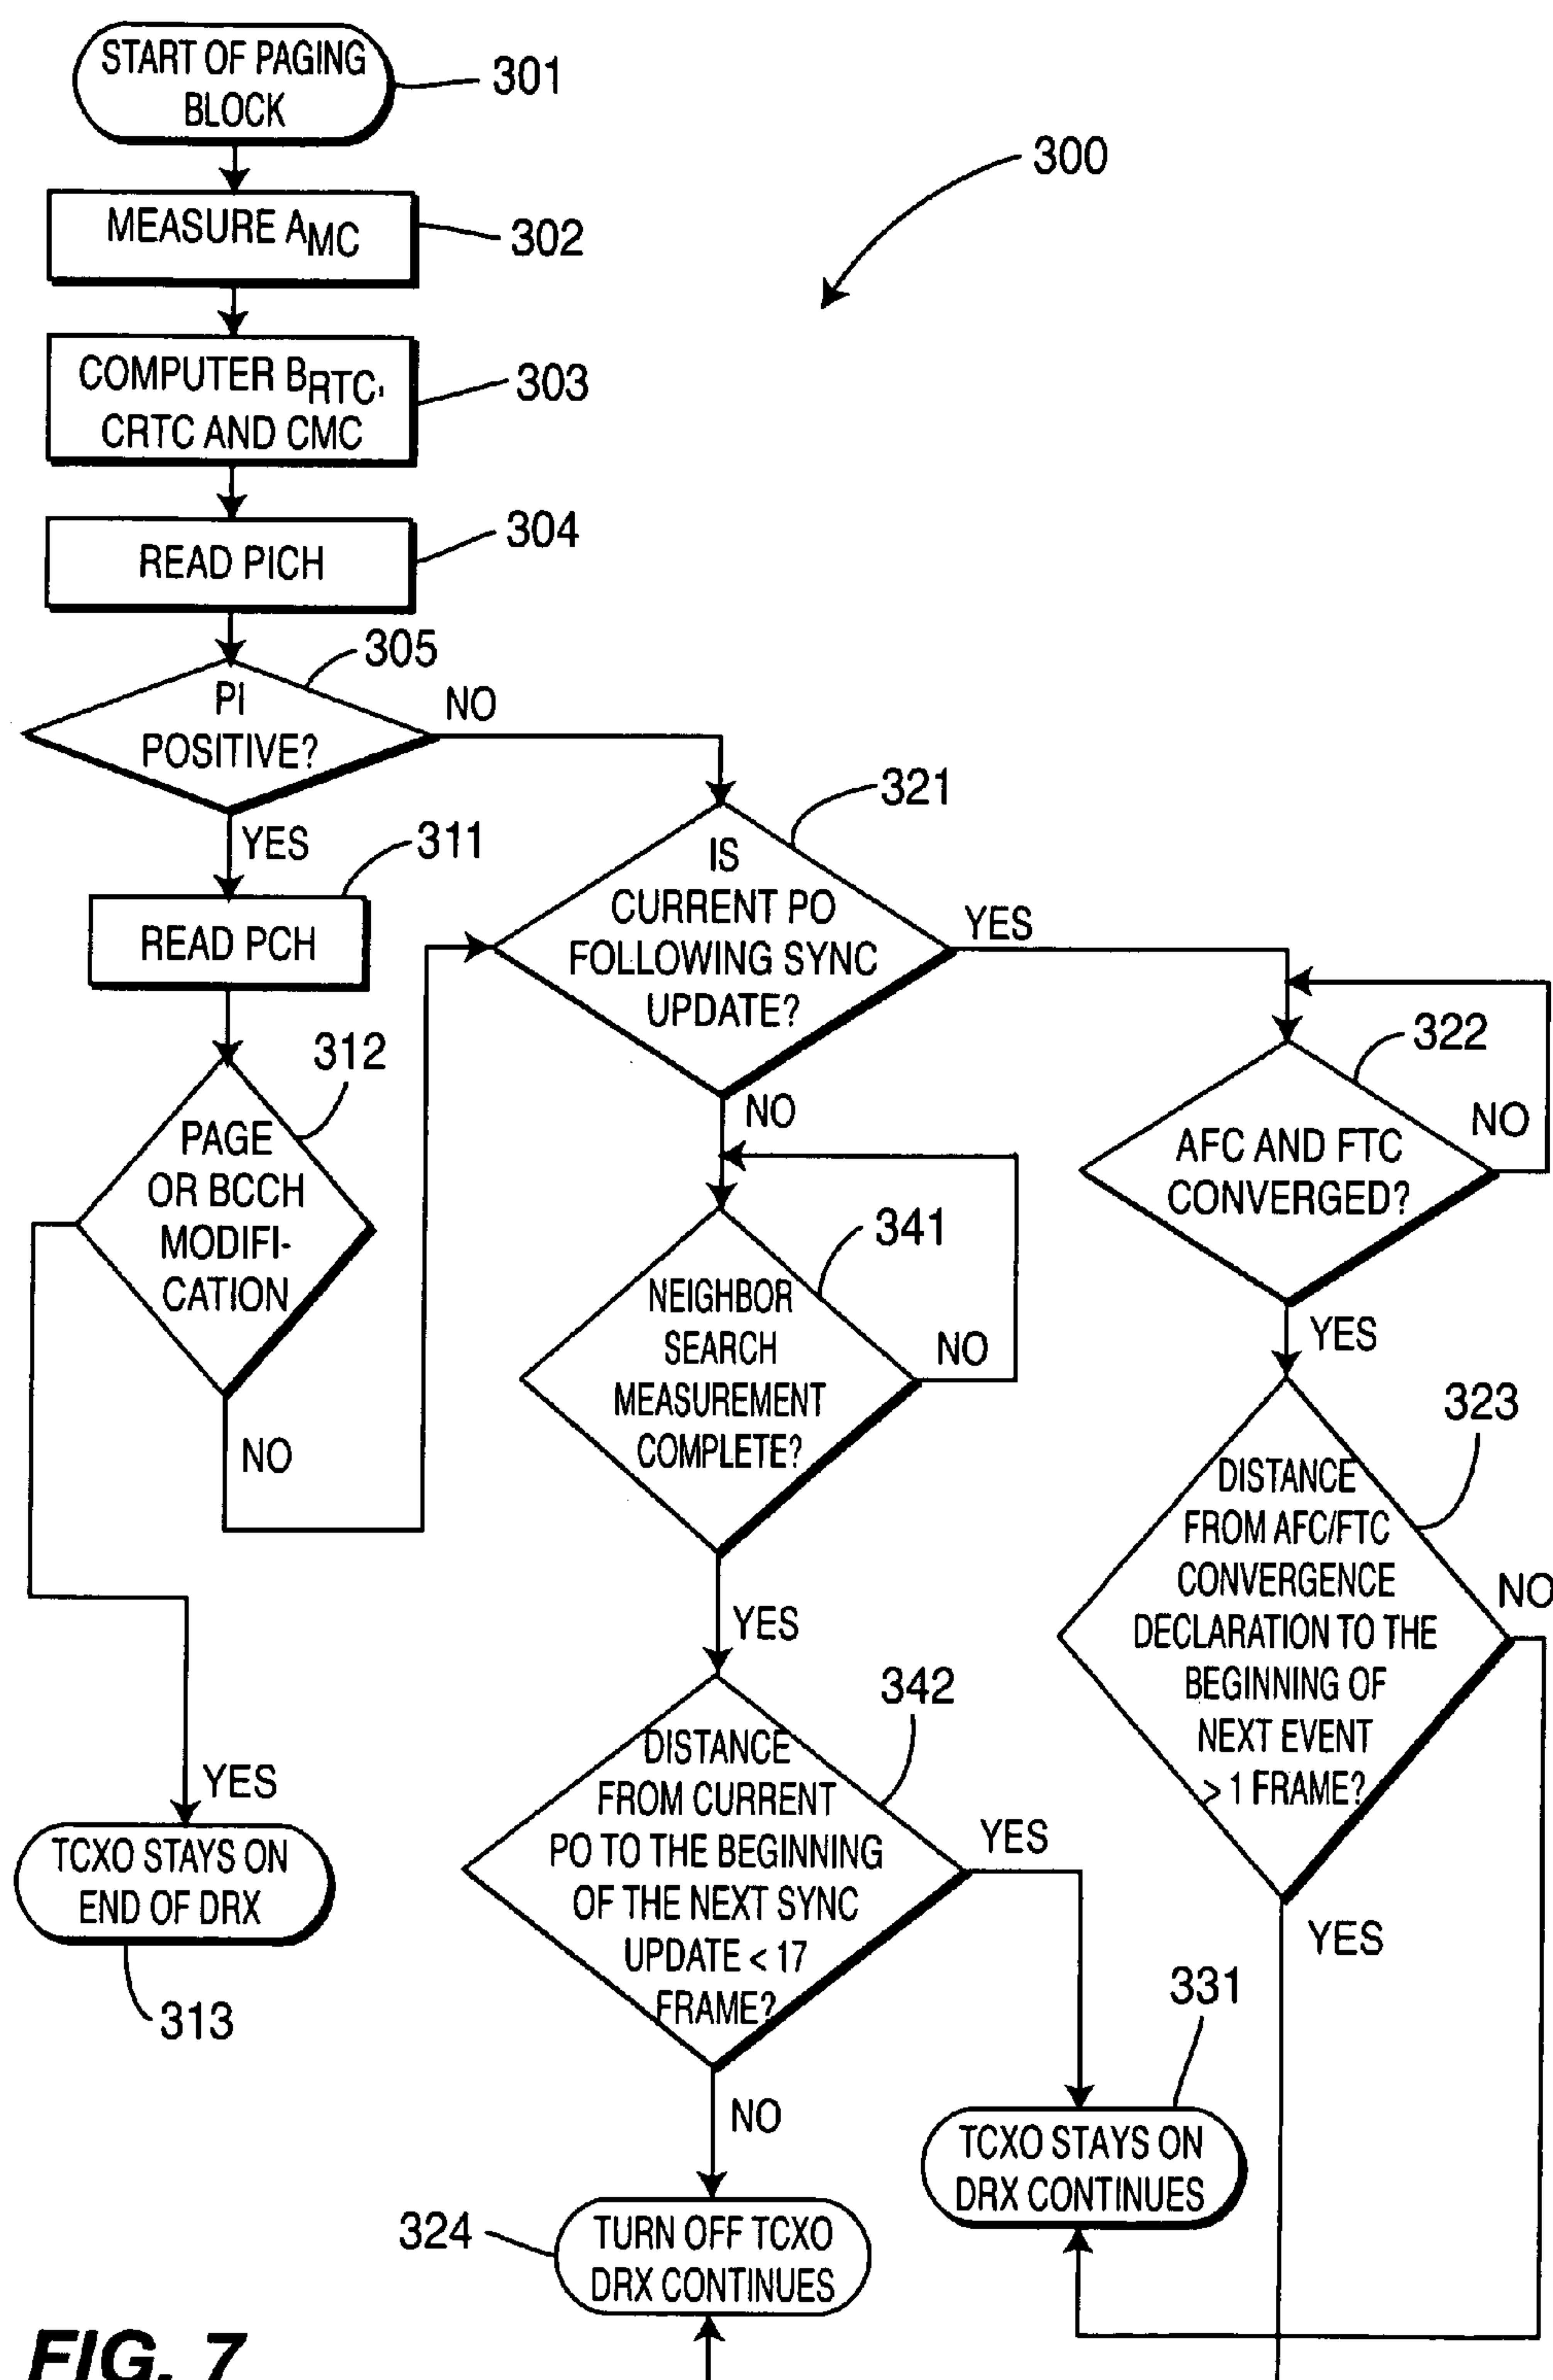 START OF PAGING
BLOCK
301
300
MEASURE AMC
302
COMPUTER BRTC,
CRTC AND CMC
303
READ PICH
304
305
PI
POSITIVE?
NO
YES
311
READ PCH
312
PAGE
OR BCCH
MODIFI-
CATION
NO
YES
TCXO STAYS ON
END OF DRX
313
321
IS
CURRENT PO
FOLLOWING SYNC
UPDATE?
YES
NO
322
AFC AND FTC
CONVERGED?
NO
YES
341
NEIGHBOR
SEARCH
MEASUREMENT
COMPLETE?
NO
YES
323
DISTANCE
FROM AFC/FTC
CONVERGENCE
DECLARATION TO THE
BEGINNING OF
NEXT EVENT
> 1 FRAME?
NO
YES
342
DISTANCE
FROM CURRENT
PO TO THE BEGINNING
OF THE NEXT SYNC
UPDATE < 17
FRAME?
YES
NO
331
TCXO STAYS ON
DRX CONTINUES
324
TURN OFF TCXO
DRX CONTINUES
FIG. 7